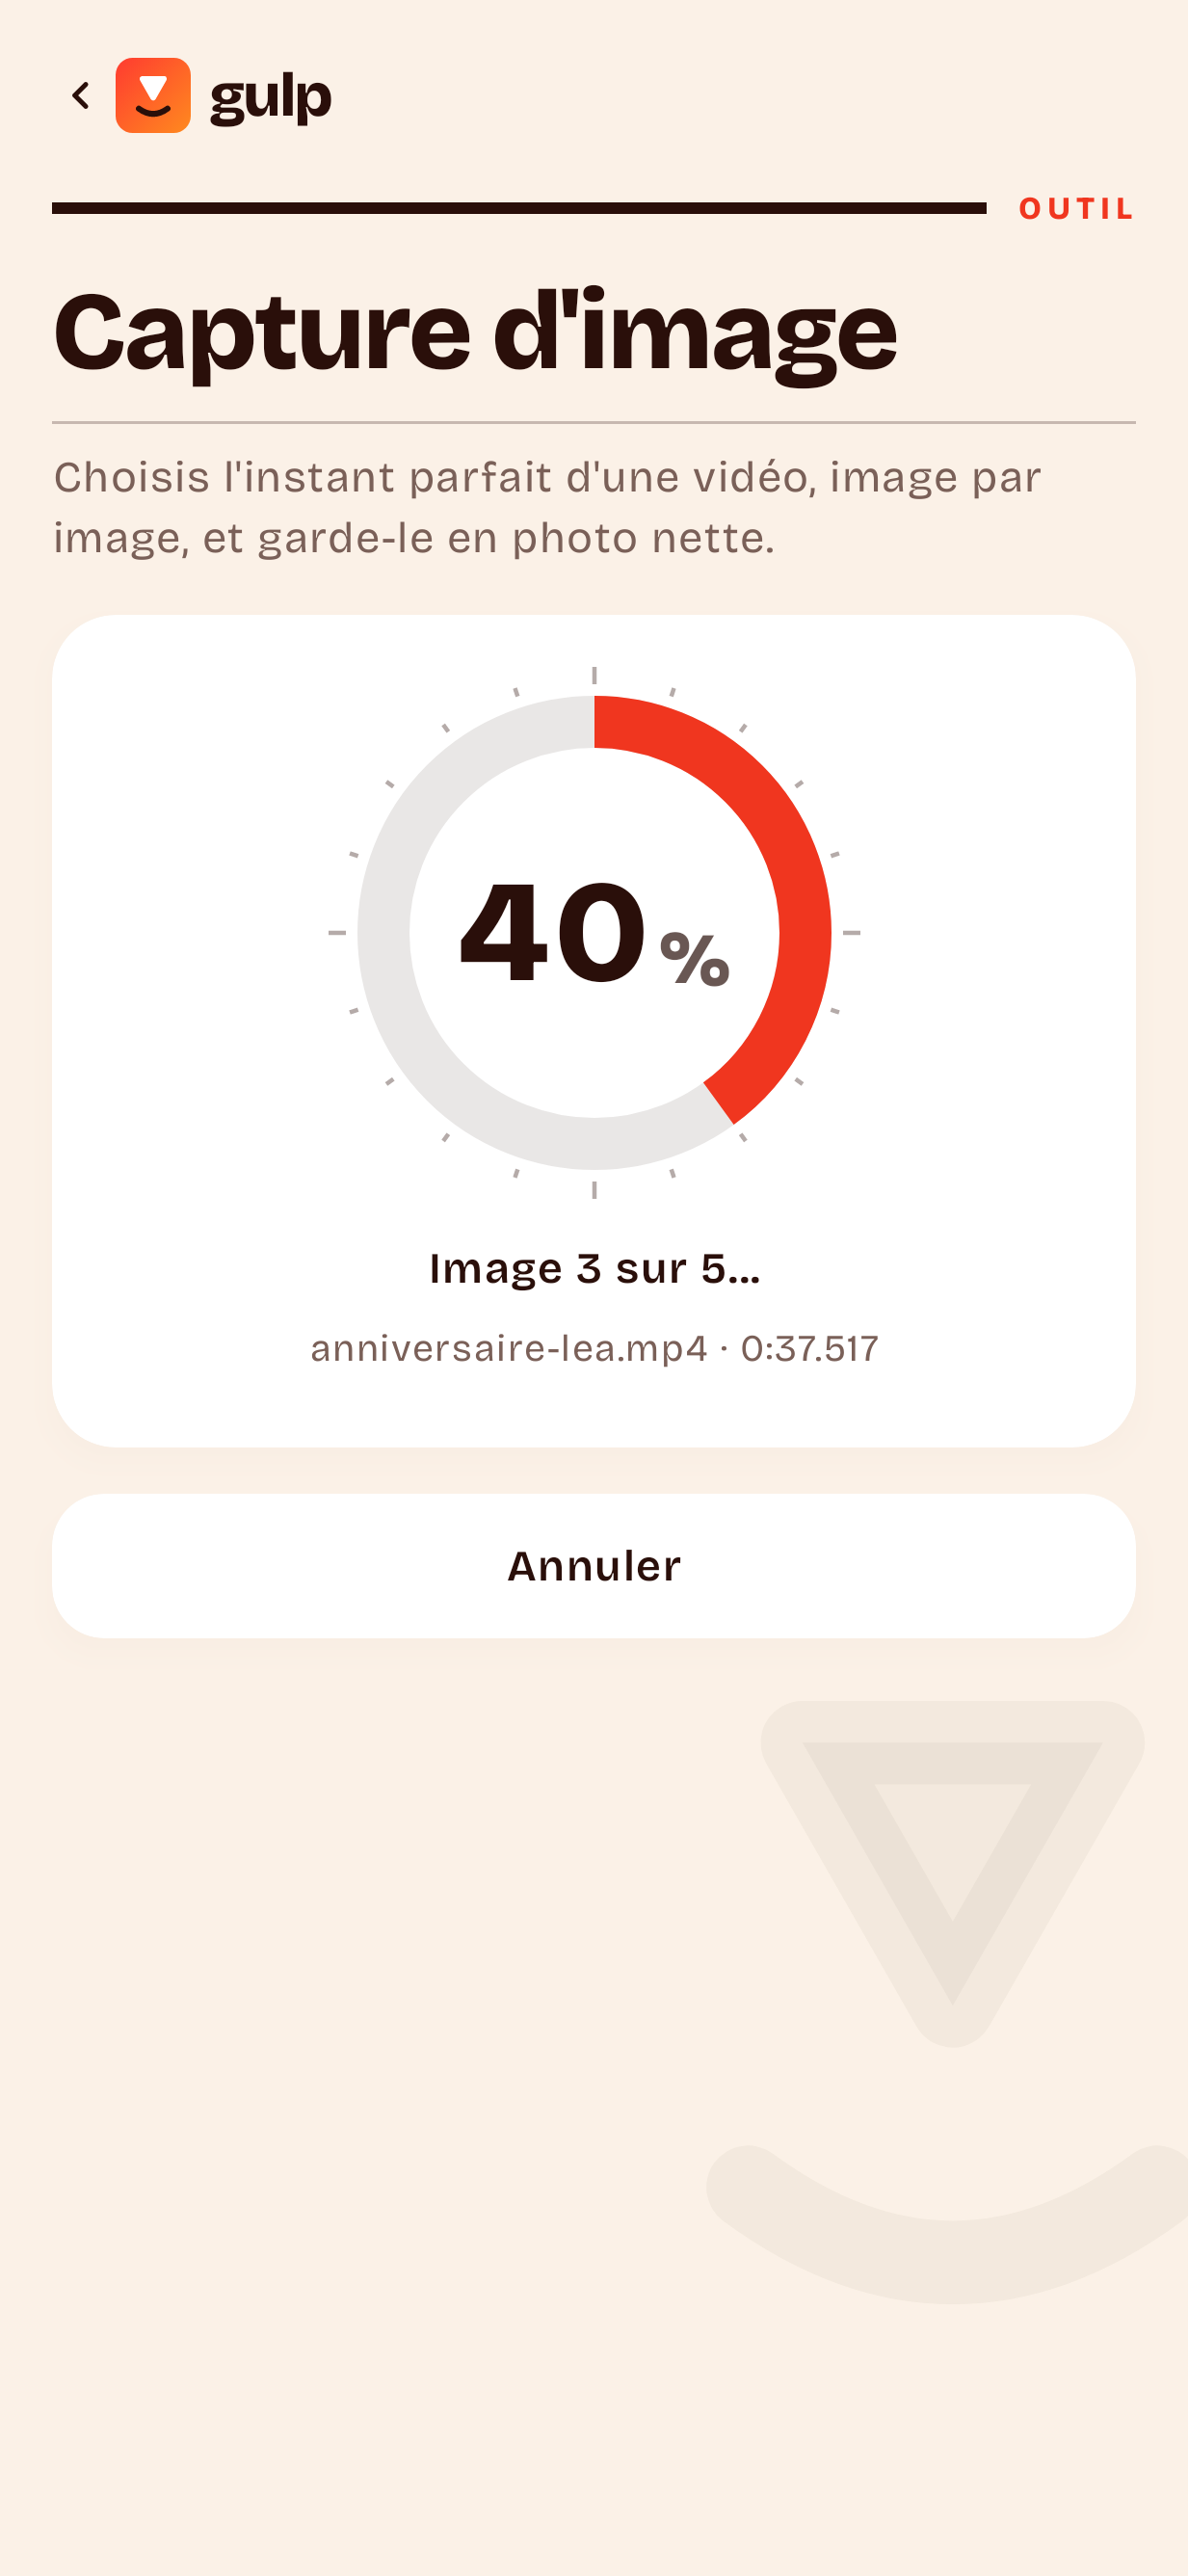 gulp
OUTIL
Capture d'image
Choisis l'instant parfait d'une vidéo, image par
image, et garde-le en photo nette.
40%
Image 3 sur 5...
anniversaire-lea.mp4 · 0:37.517
Annuler